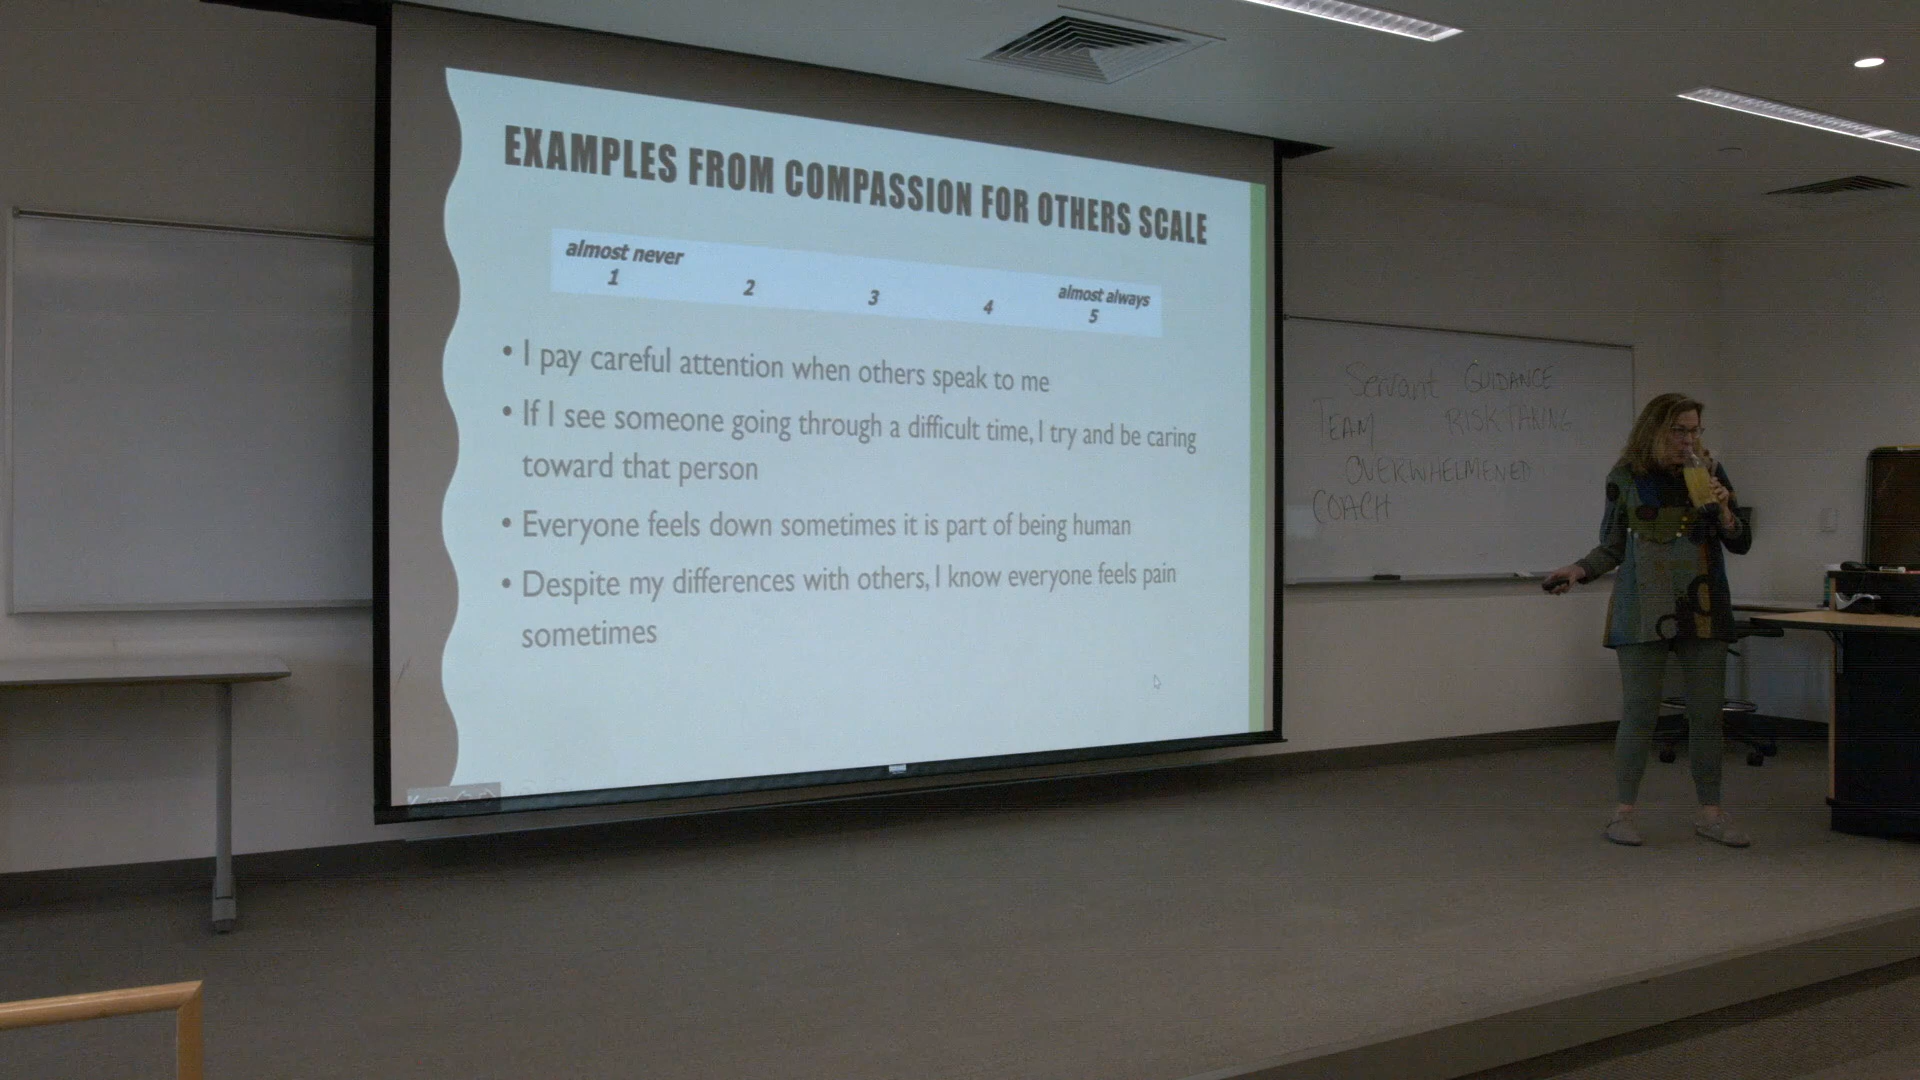 EXAMPLES FROM COMPASSION FOR OTHERS SCALE
almost never
almost always
1 2 3 4 5
• I pay careful attention when others speak to me
• If I see someone going through a difficult time, I try and be caring
toward that person
• Everyone feels down sometimes it is part of being human
• Despite my differences with others, I know everyone feels pain
sometimes
Servant GUIDANCE
TEAM RISK TAKING
OVERWHELMENED
COACH